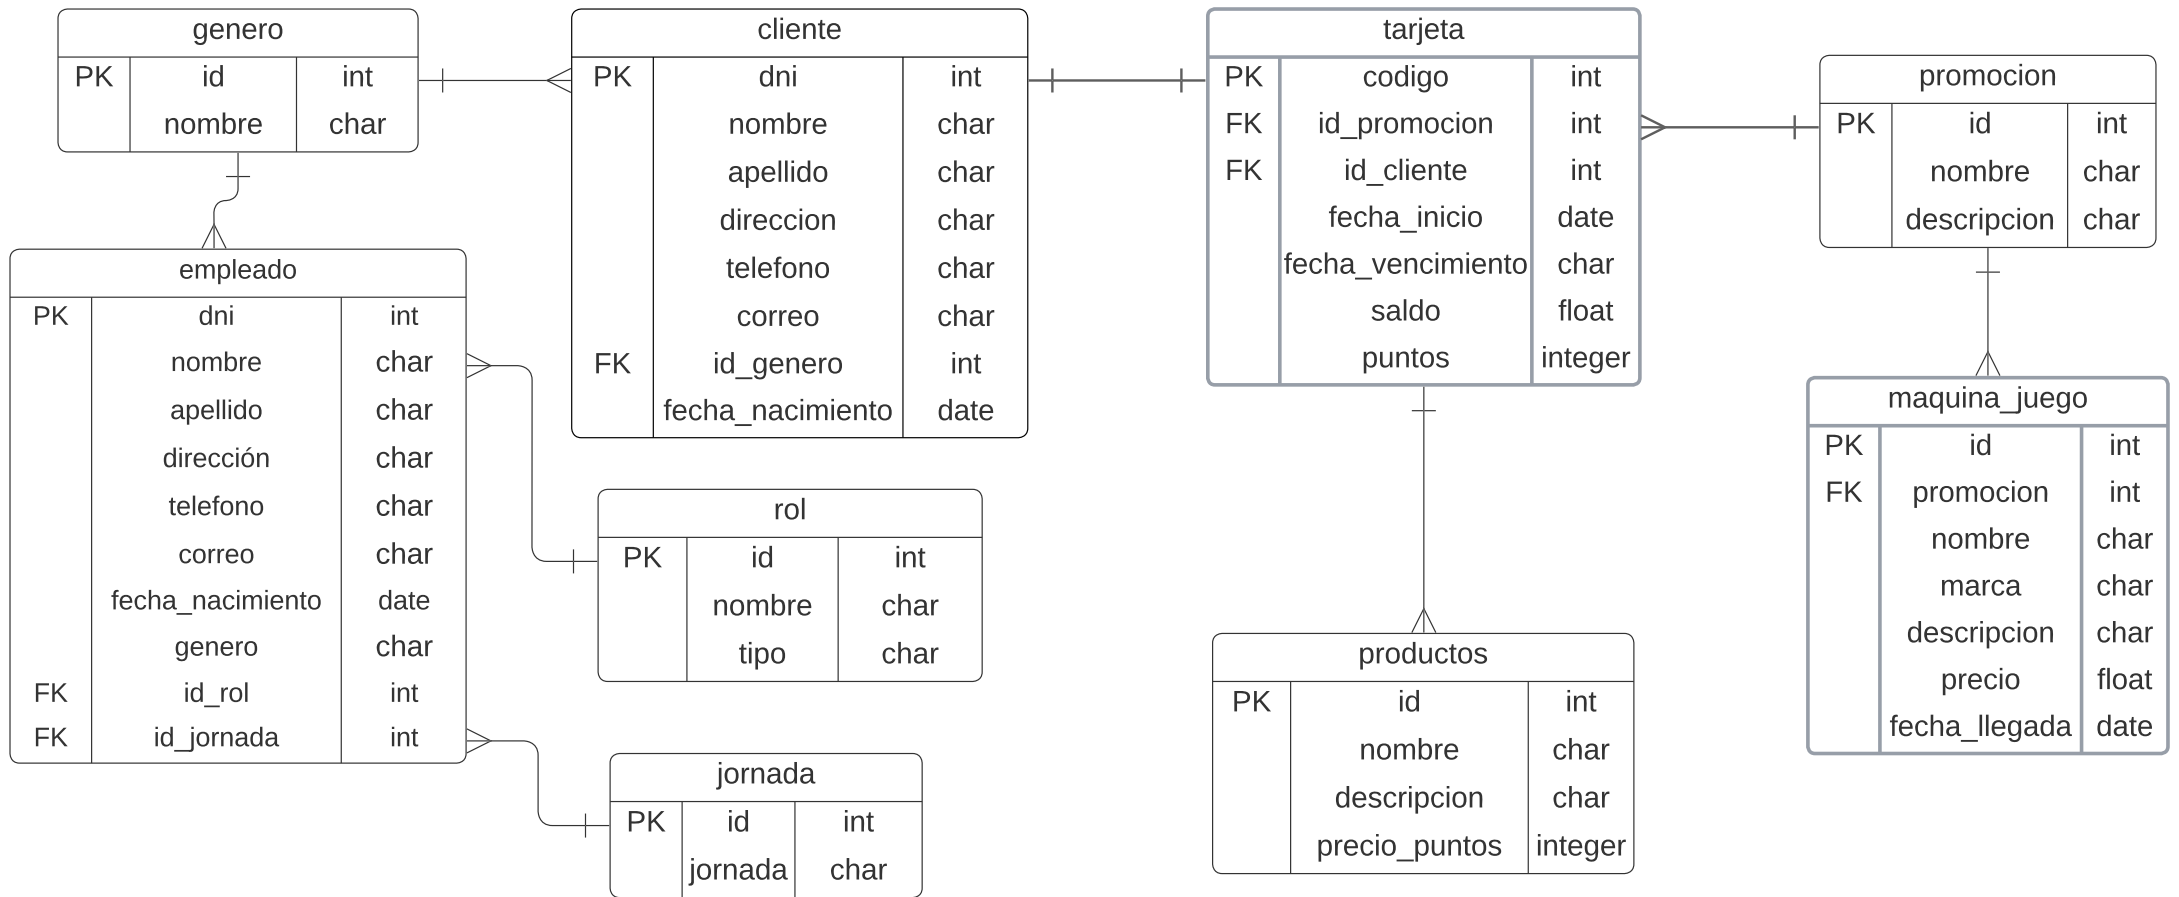 genero
PK id int
nombre char
cliente
PK dni int
nombre char
apellido char
direccion char
telefono char
correo char
FK id_genero int
fecha_nacimiento date
tarjeta
PK codigo int
FK id_promocion int
FK id_cliente int
fecha_inicio date
fecha_vencimiento char
saldo float
puntos integer
promocion
PK id int
nombre char
descripcion char
empleado
PK dni int
nombre char
apellido char
dirección char
telefono char
correo char
fecha_nacimiento date
genero char
FK id_rol int
FK id_jornada int
rol
PK id int
nombre char
tipo char
jornada
PK id int
jornada char
productos
PK id int
nombre char
descripcion char
precio_puntos integer
maquina_juego
PK id int
FK promocion int
nombre char
marca char
descripcion char
precio float
fecha_llegada date